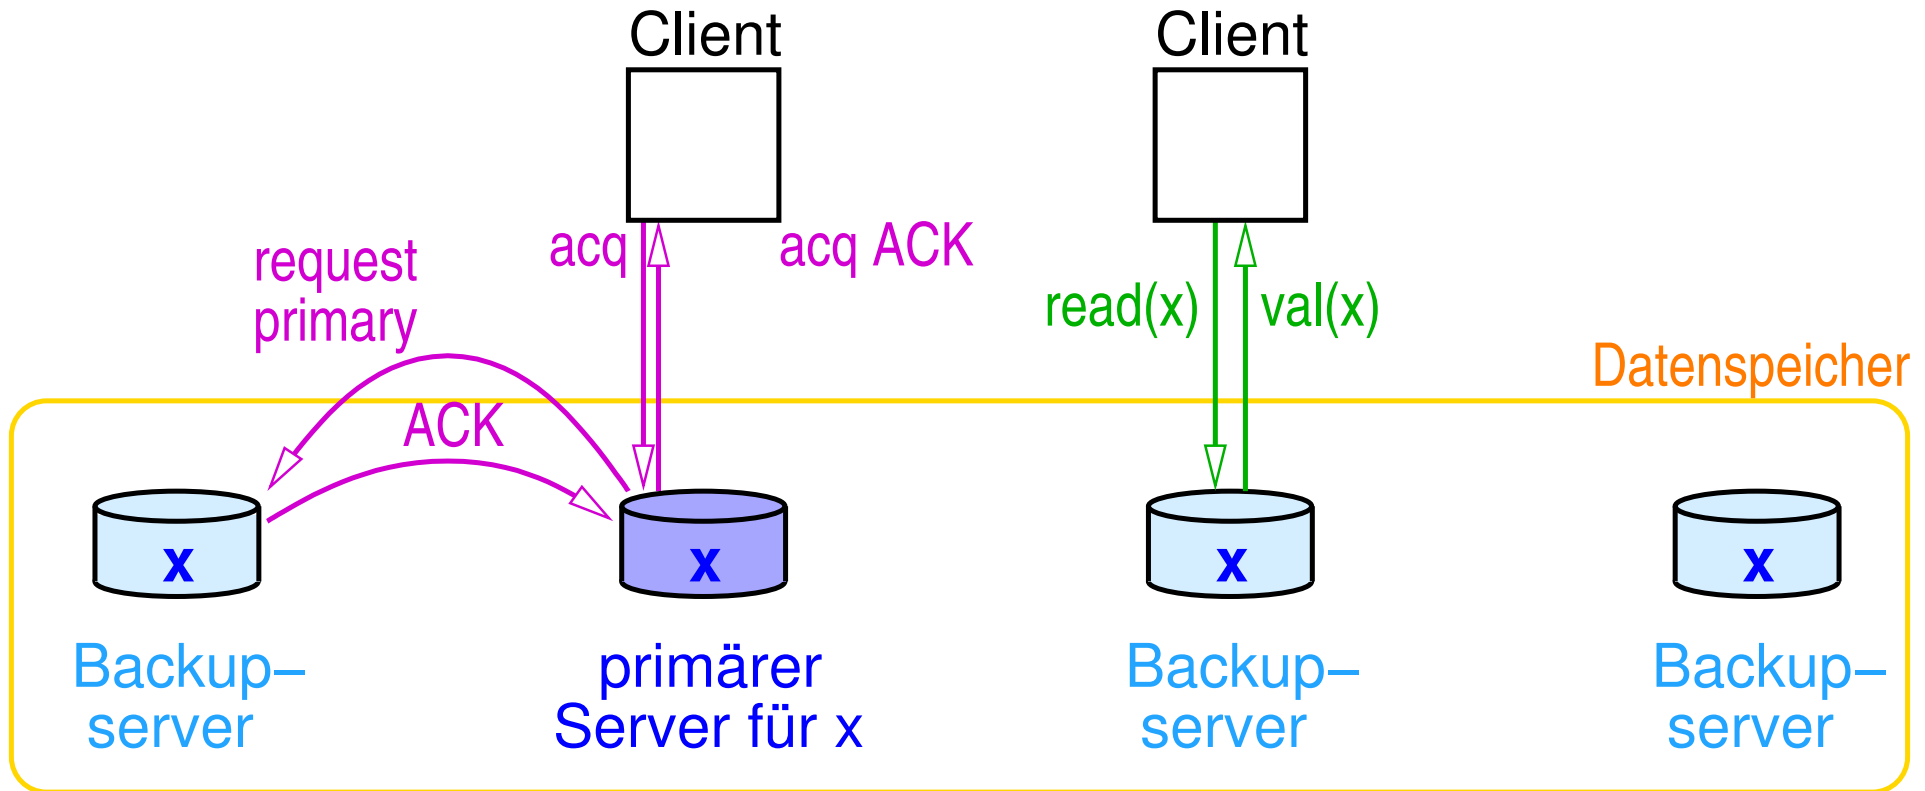 Client
Client
acq
acq ACK
request
primary
read(x)
val(x)
Datenspeicher
ACK
x
x
x
x
Backup–
server
primärer
Server für x
Backup–
server
Backup–
server